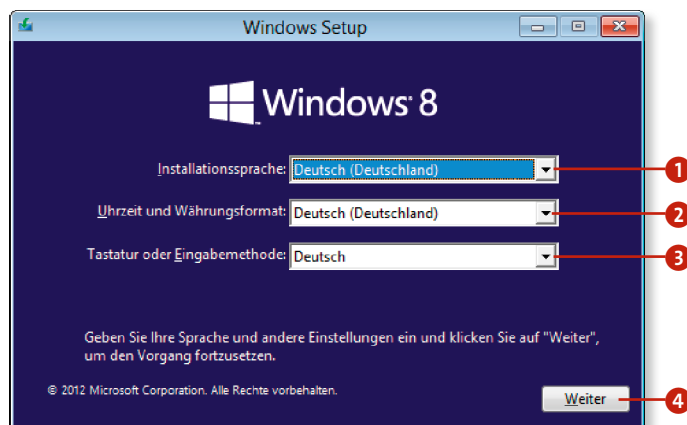 Windows Setup
Windows 8
Installationssprache: Deutsch (Deutschland) 1
Uhrzeit und Währungsformat: Deutsch (Deutschland) 2
Tastatur oder Eingabemethode: Deutsch 3
Geben Sie Ihre Sprache und andere Einstellungen ein und klicken Sie auf "Weiter",
um den Vorgang fortzusetzen.
© 2012 Microsoft Corporation. Alle Rechte vorbehalten.
Weiter 4